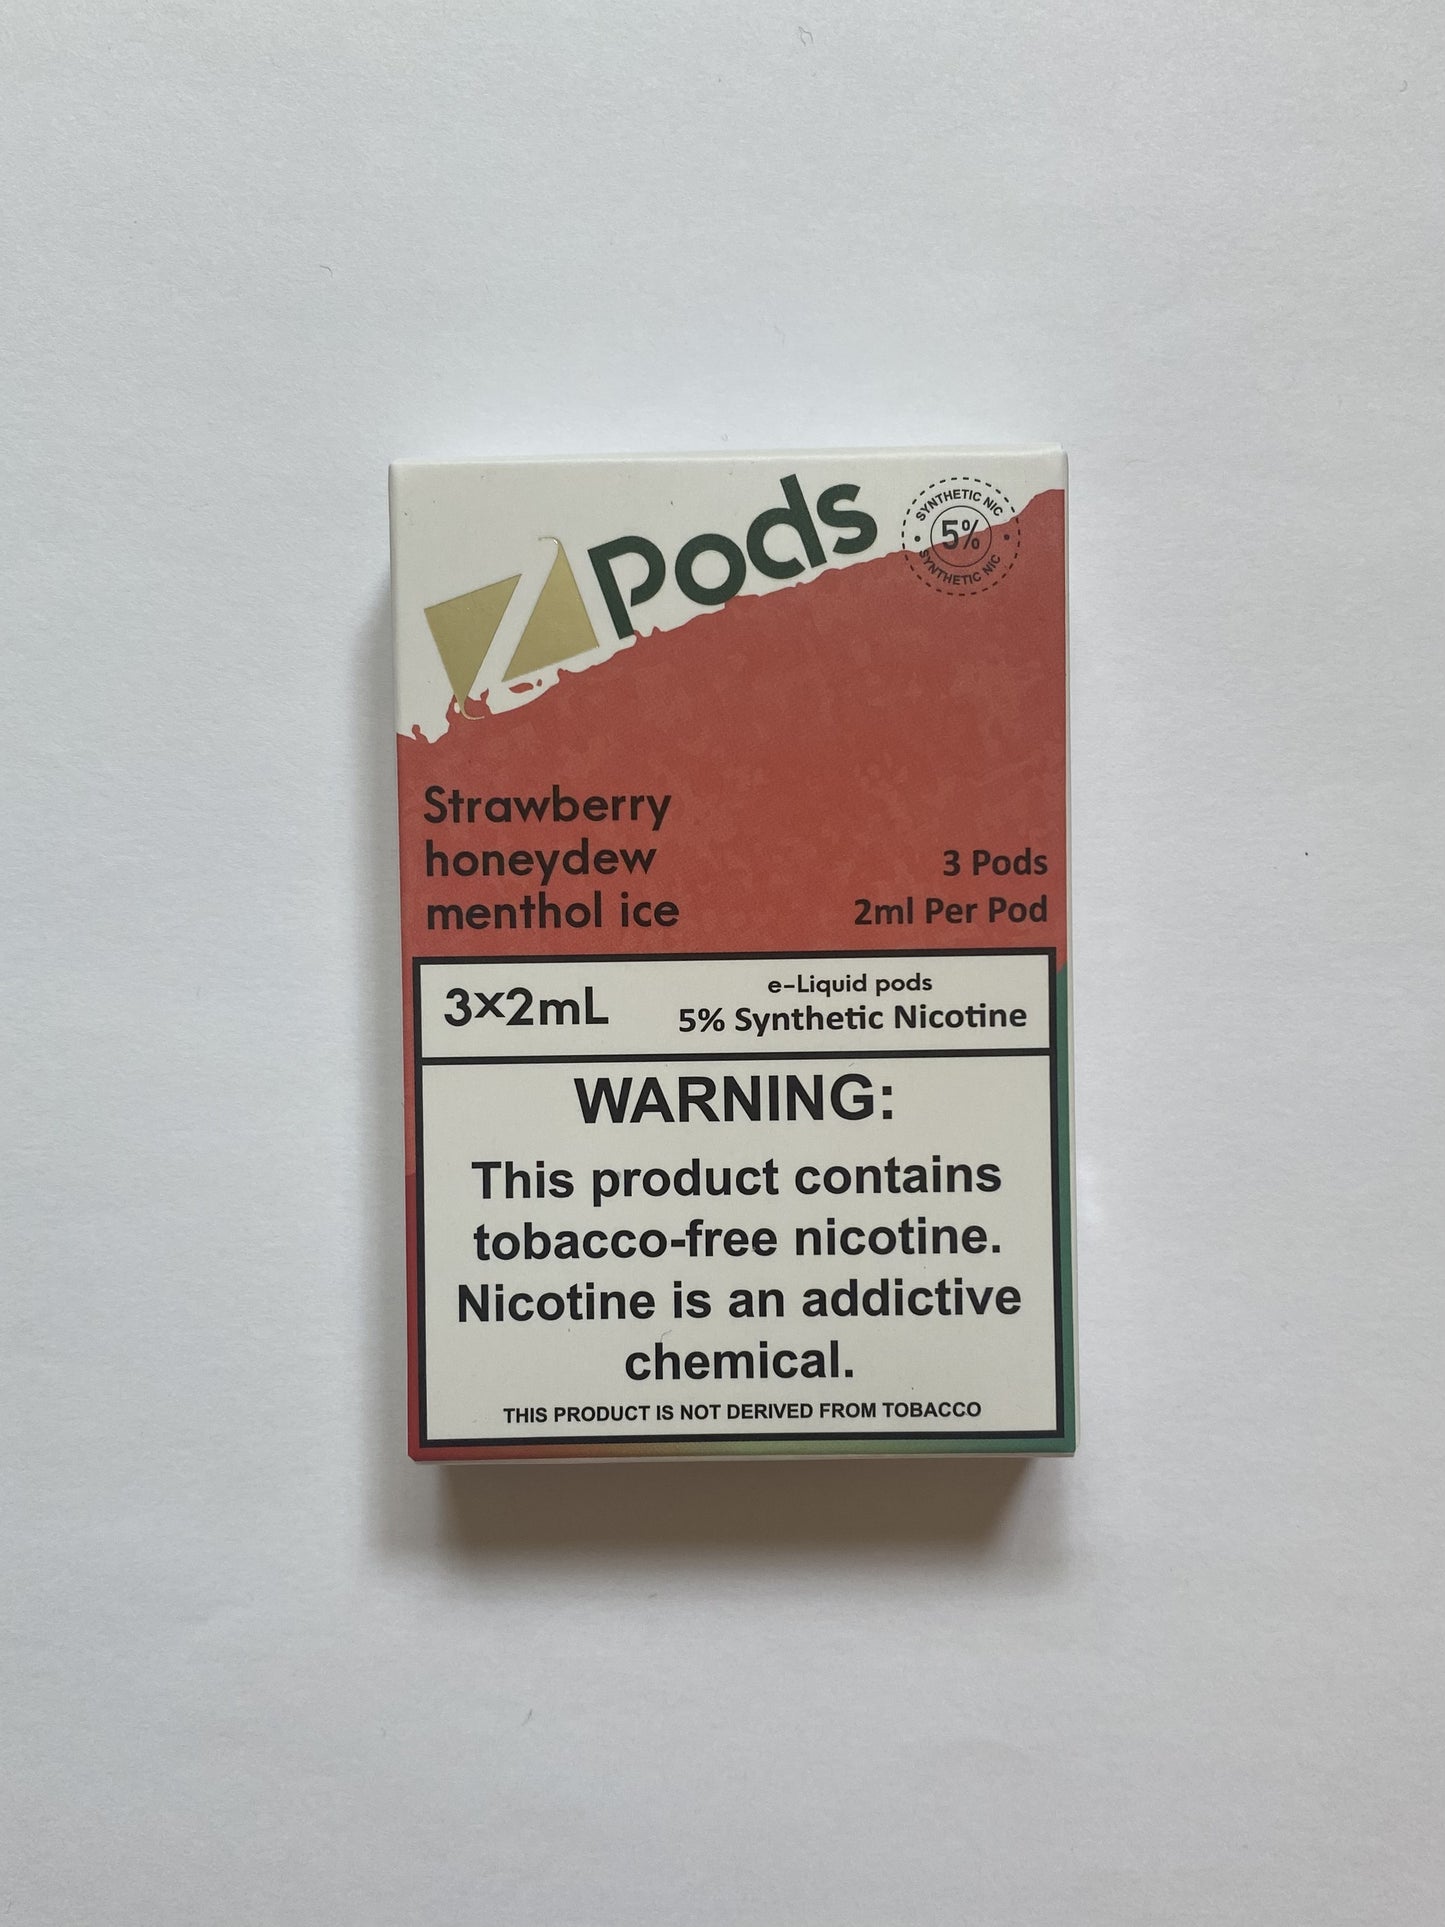 Z Pods
SYNTHETIC NIC
5%
SYNTHETIC NIC
Strawberry
honeydew
menthol ice
3 Pods
2ml Per Pod
3×2mL
e-Liquid pods
5% Synthetic Nicotine
WARNING:
This product contains
tobacco-free nicotine.
Nicotine is an addictive
chemical.
THIS PRODUCT IS NOT DERIVED FROM TOBACCO